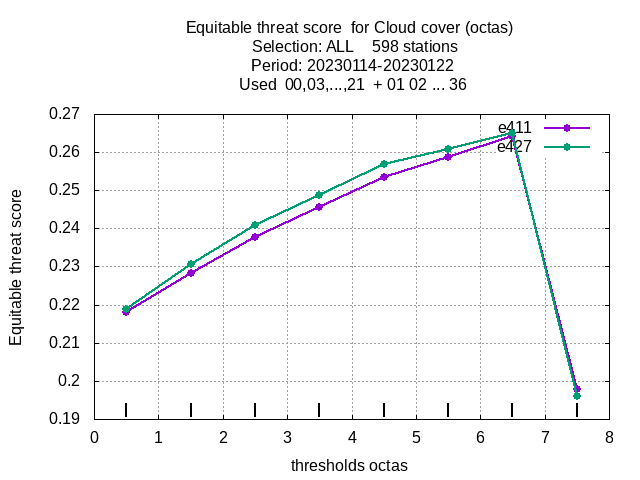 Equitable threat score  for Cloud cover (octas)
Selection: ALL    598 stations
Period: 20230114-20230122
Used  00,03,...,21  + 01 02 ... 36
0.27
0.26
0.25
0.24
0.23
0.22
0.21
0.2
0.19
Equitable threat score
e411
e427
0 1 2 3 4 5 6 7 8
thresholds octas